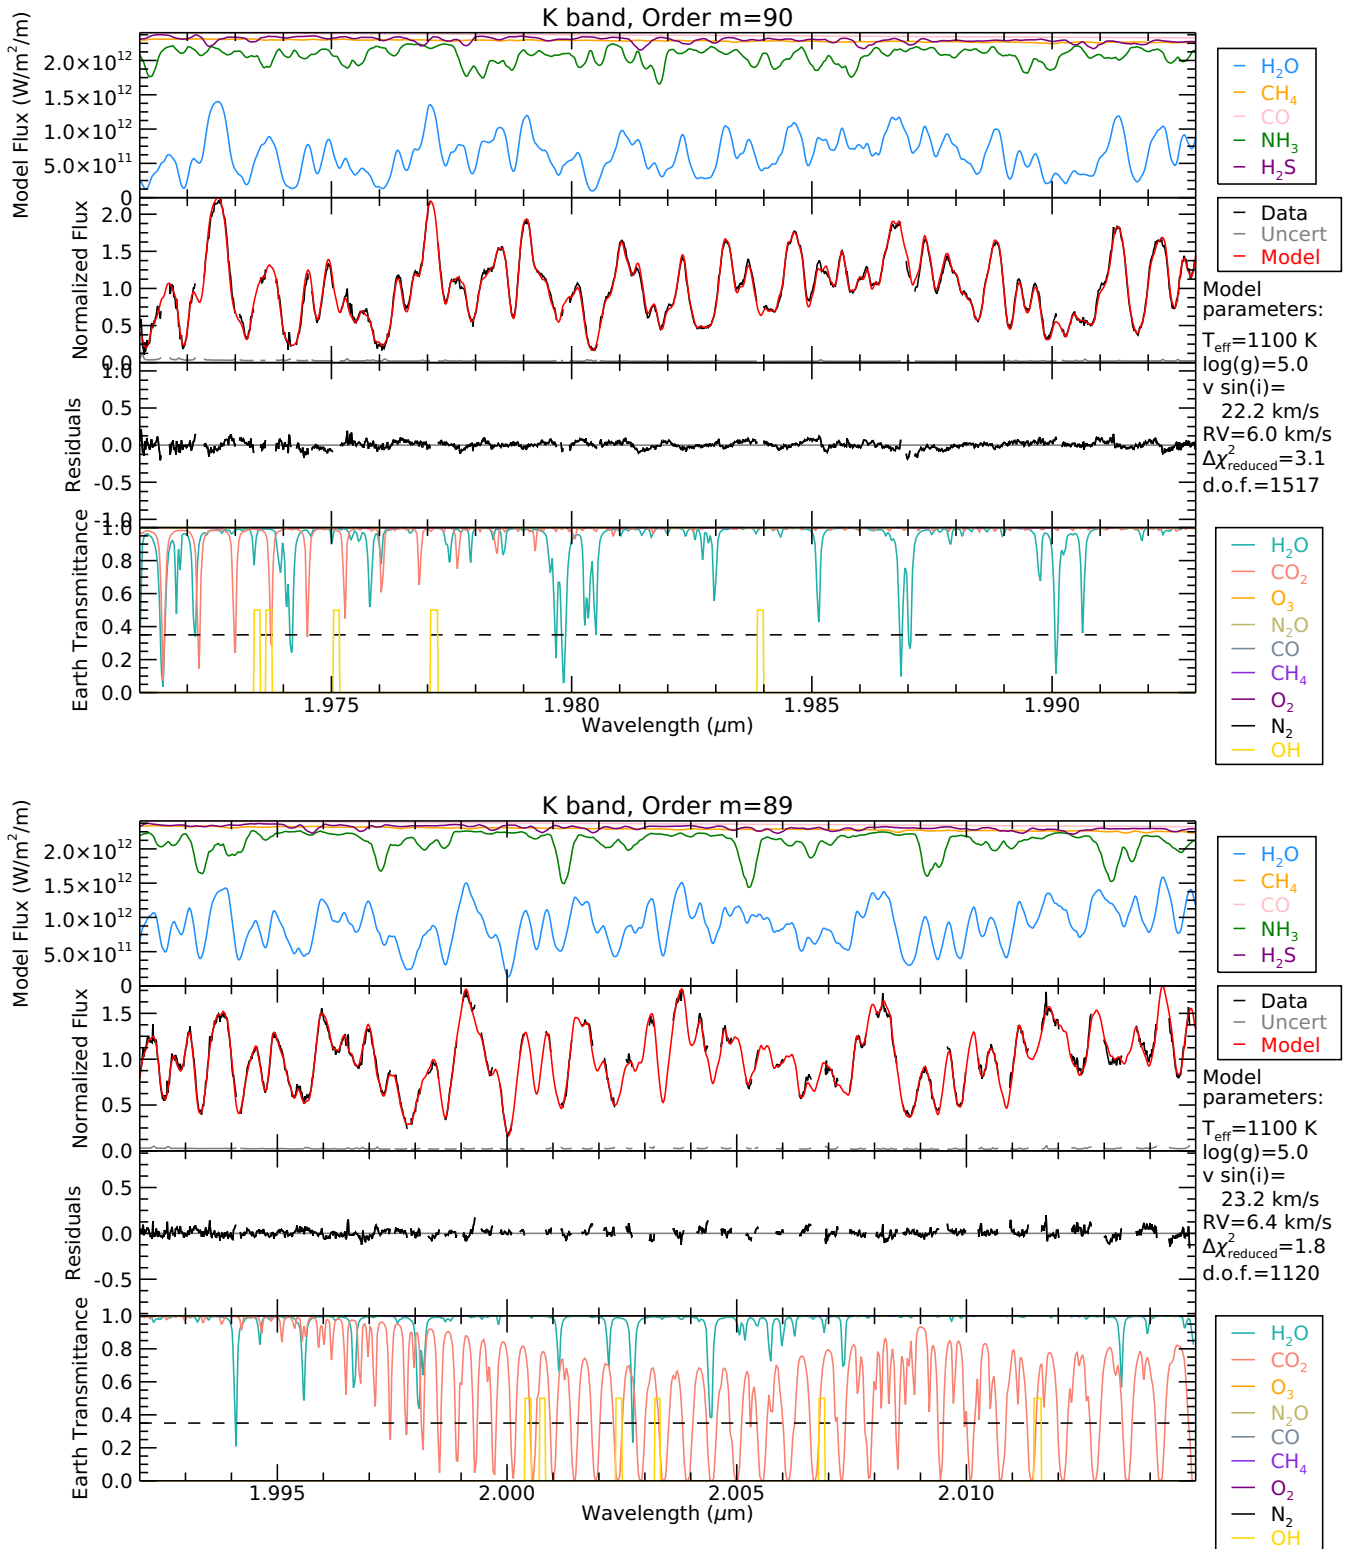 K band, Order m=90
Model Flux (W/m²/m)
2.0×10¹²
1.5×10¹²
1.0×10¹²
5.0×10¹¹
0
H₂O
CH₄
CO
NH₃
H₂S
Normalized Flux
2.0
1.5
1.0
0.5
0.0
Data
Uncert
Model
Model
parameters:
T_eff=1100 K
log(g)=5.0
v sin(i)=
22.2 km/s
RV=6.0 km/s
Δχ²_reduced=3.1
d.o.f.=1517
Residuals
1.0
0.5
0.0
-0.5
-1.0
Earth Transmittance
1.0
0.8
0.6
0.4
0.2
0.0
H₂O
CO₂
O₃
N₂O
CO
CH₄
O₂
N₂
OH
1.975 1.980 1.985 1.990
Wavelength (μm)
K band, Order m=89
Model Flux (W/m²/m)
2.0×10¹²
1.5×10¹²
1.0×10¹²
5.0×10¹¹
0
H₂O
CH₄
CO
NH₃
H₂S
Normalized Flux
1.5
1.0
0.5
0.0
Data
Uncert
Model
Model
parameters:
T_eff=1100 K
log(g)=5.0
v sin(i)=
23.2 km/s
RV=6.4 km/s
Δχ²_reduced=1.8
d.o.f.=1120
Residuals
0.5
0.0
-0.5
Earth Transmittance
1.0
0.8
0.6
0.4
0.2
0.0
H₂O
CO₂
O₃
N₂O
CO
CH₄
O₂
N₂
OH
1.995 2.000 2.005 2.010
Wavelength (μm)